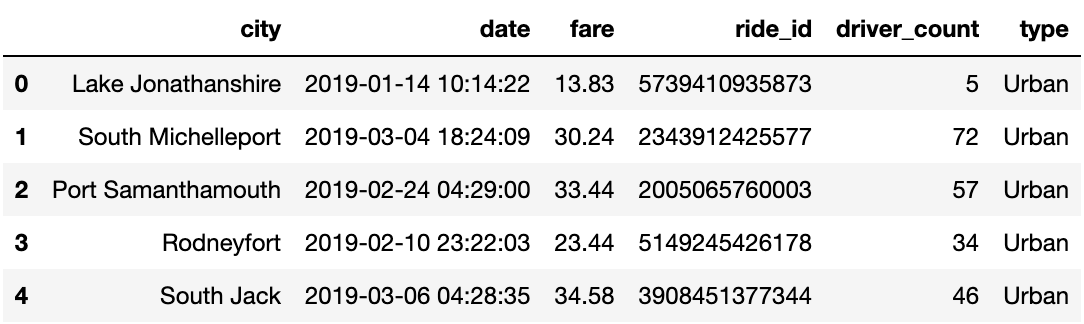 city date fare ride_id driver_count type
0 Lake Jonathanshire 2019-01-14 10:14:22 13.83 5739410935873 5 Urban
1 South Michelleport 2019-03-04 18:24:09 30.24 2343912425577 72 Urban
2 Port Samanthamouth 2019-02-24 04:29:00 33.44 2005065760003 57 Urban
3 Rodneyfort 2019-02-10 23:22:03 23.44 5149245426178 34 Urban
4 South Jack 2019-03-06 04:28:35 34.58 3908451377344 46 Urban